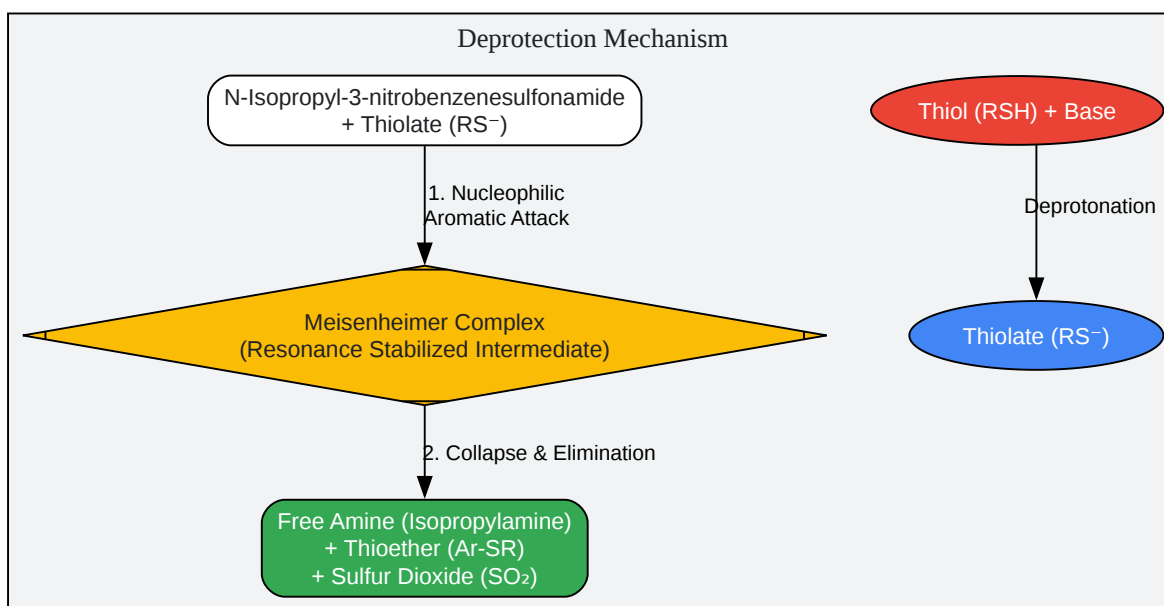 Deprotection Mechanism
N-Isopropyl-3-nitrobenzenesulfonamide
+ Thiolate (RS⁻)
Thiol (RSH) + Base
1. Nucleophilic
Aromatic Attack
Deprotonation
Meisenheimer Complex
(Resonance Stabilized Intermediate)
Thiolate (RS⁻)
2. Collapse & Elimination
Free Amine (Isopropylamine)
+ Thioether (Ar-SR)
+ Sulfur Dioxide (SO₂)